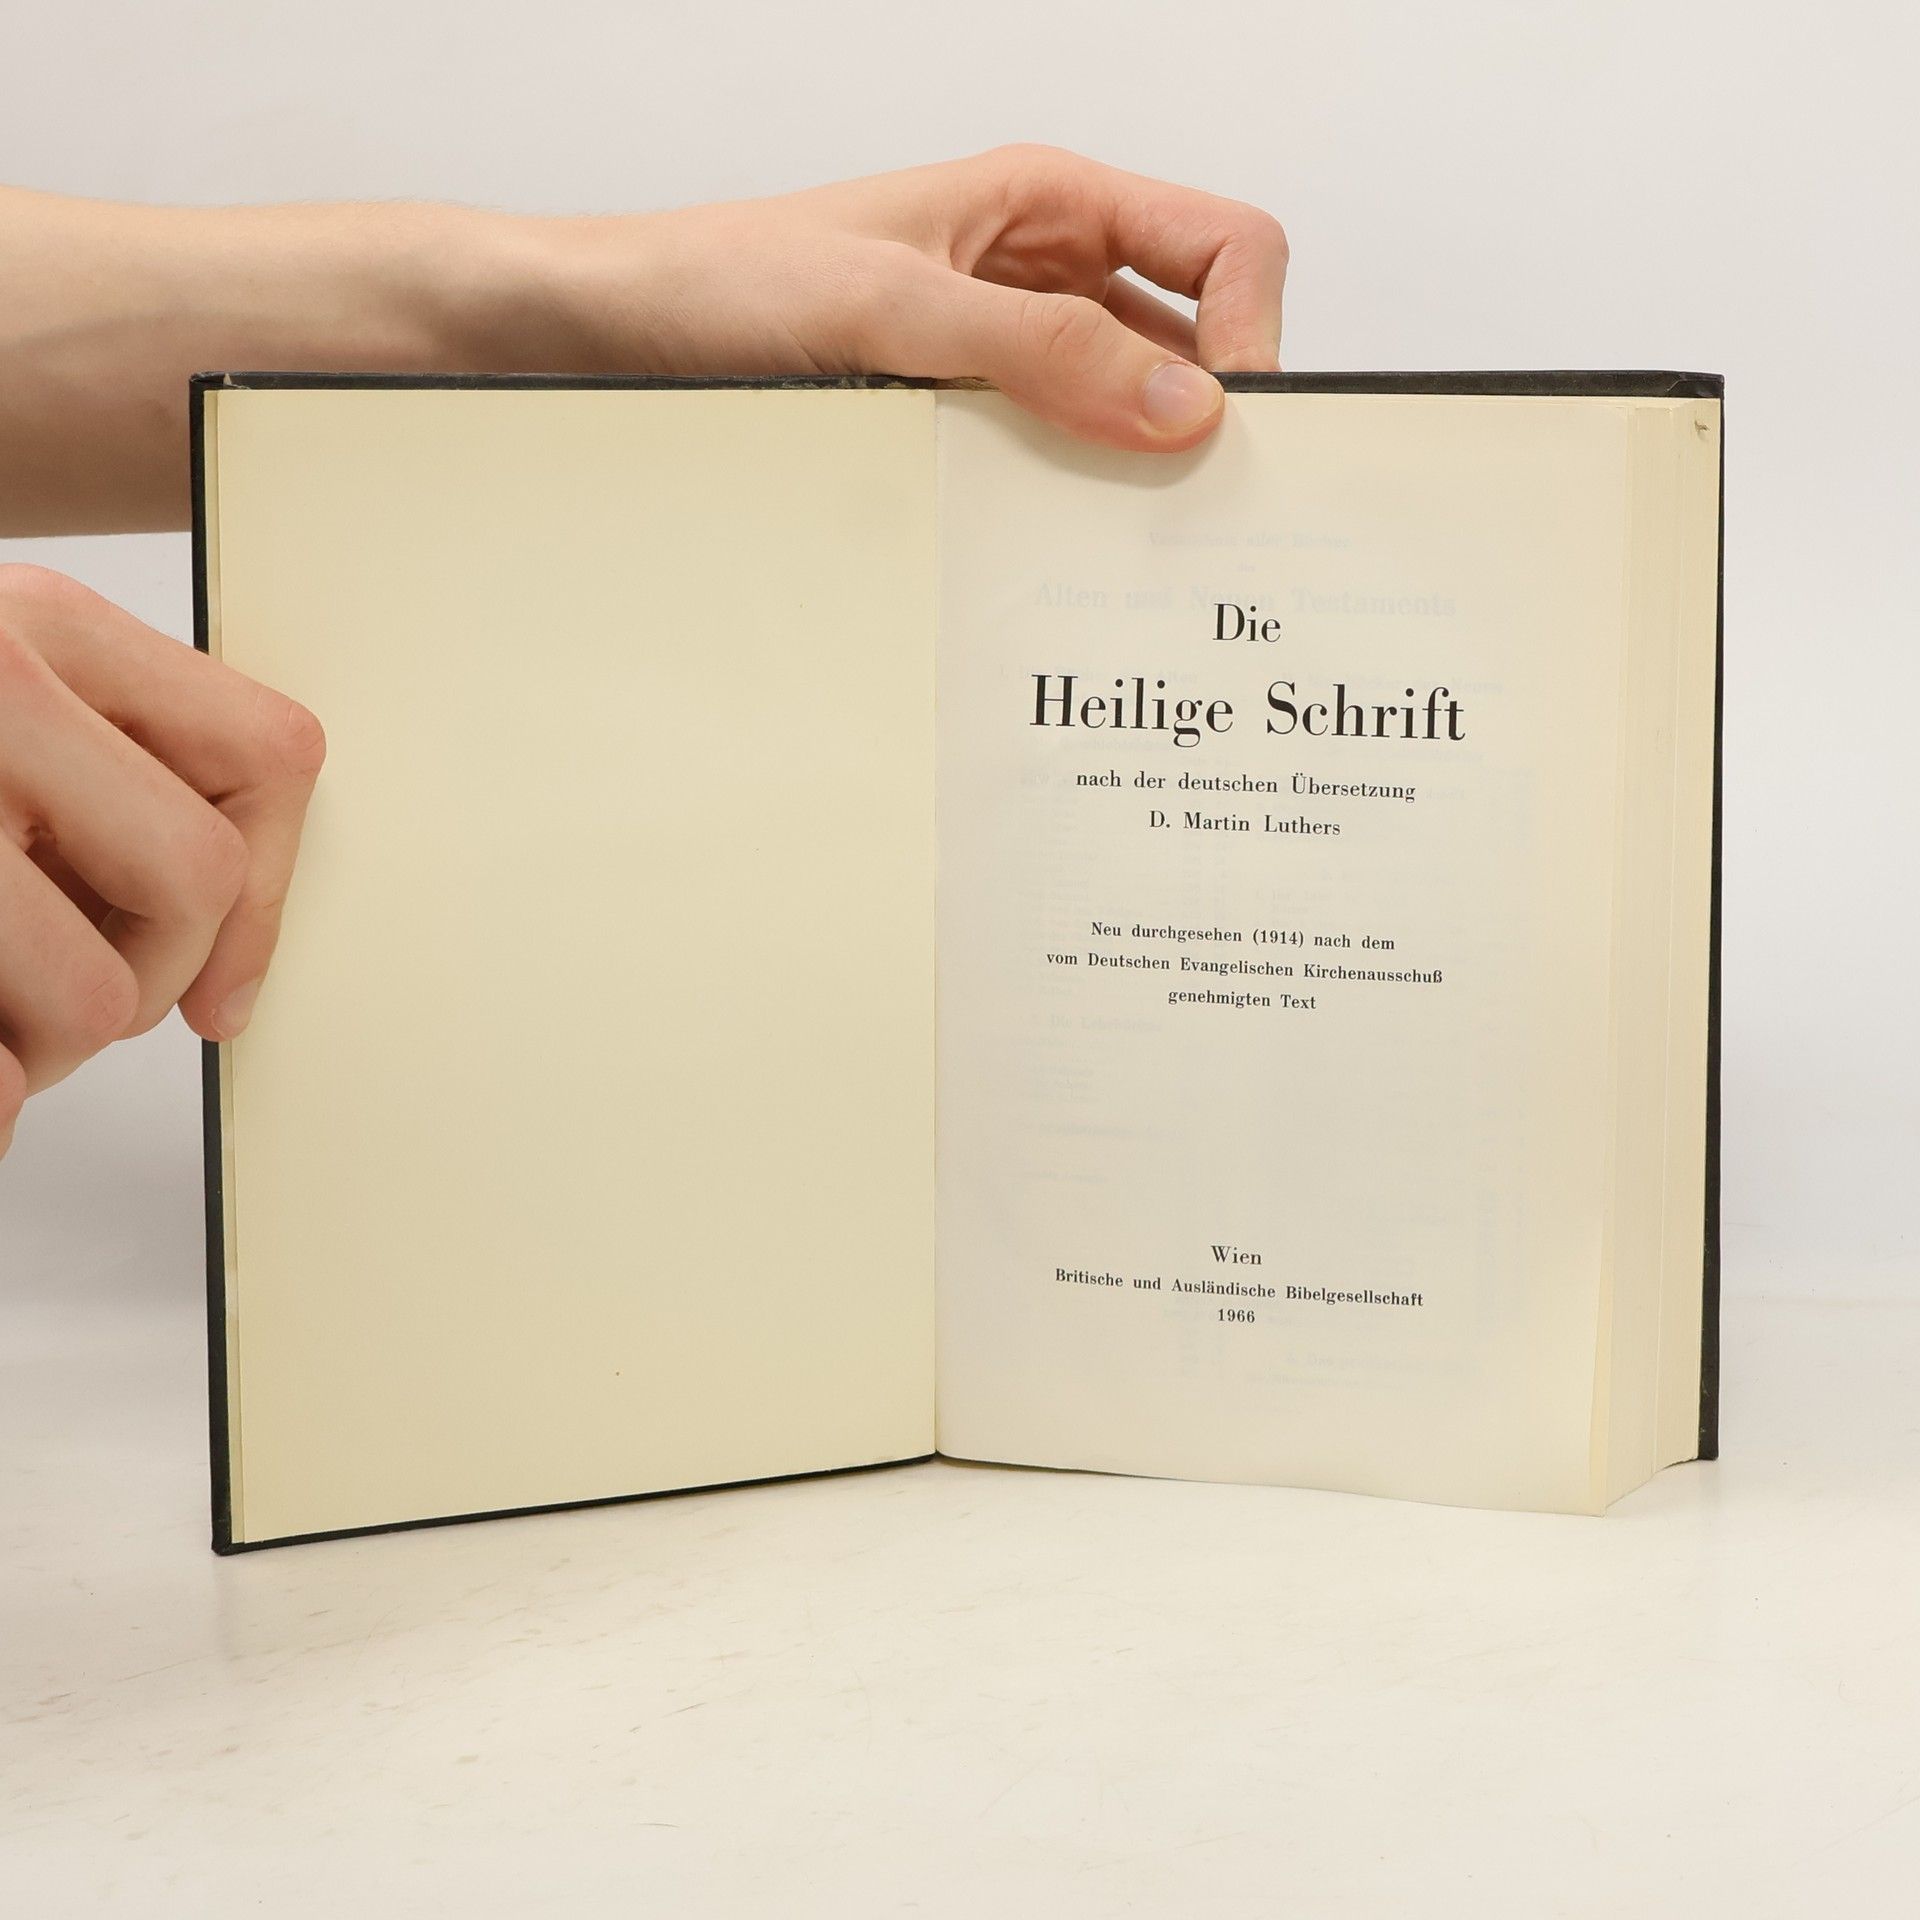 Die
Heilige Schrift
nach der deutschen Übersetzung
D. Martin Luthers
Neu durchgesehen (1914) nach dem
vom Deutschen Evangelischen Kirchenausschuß
genehmigten Text
Wien
Britische und Ausländische Bibelgesellschaft
1966